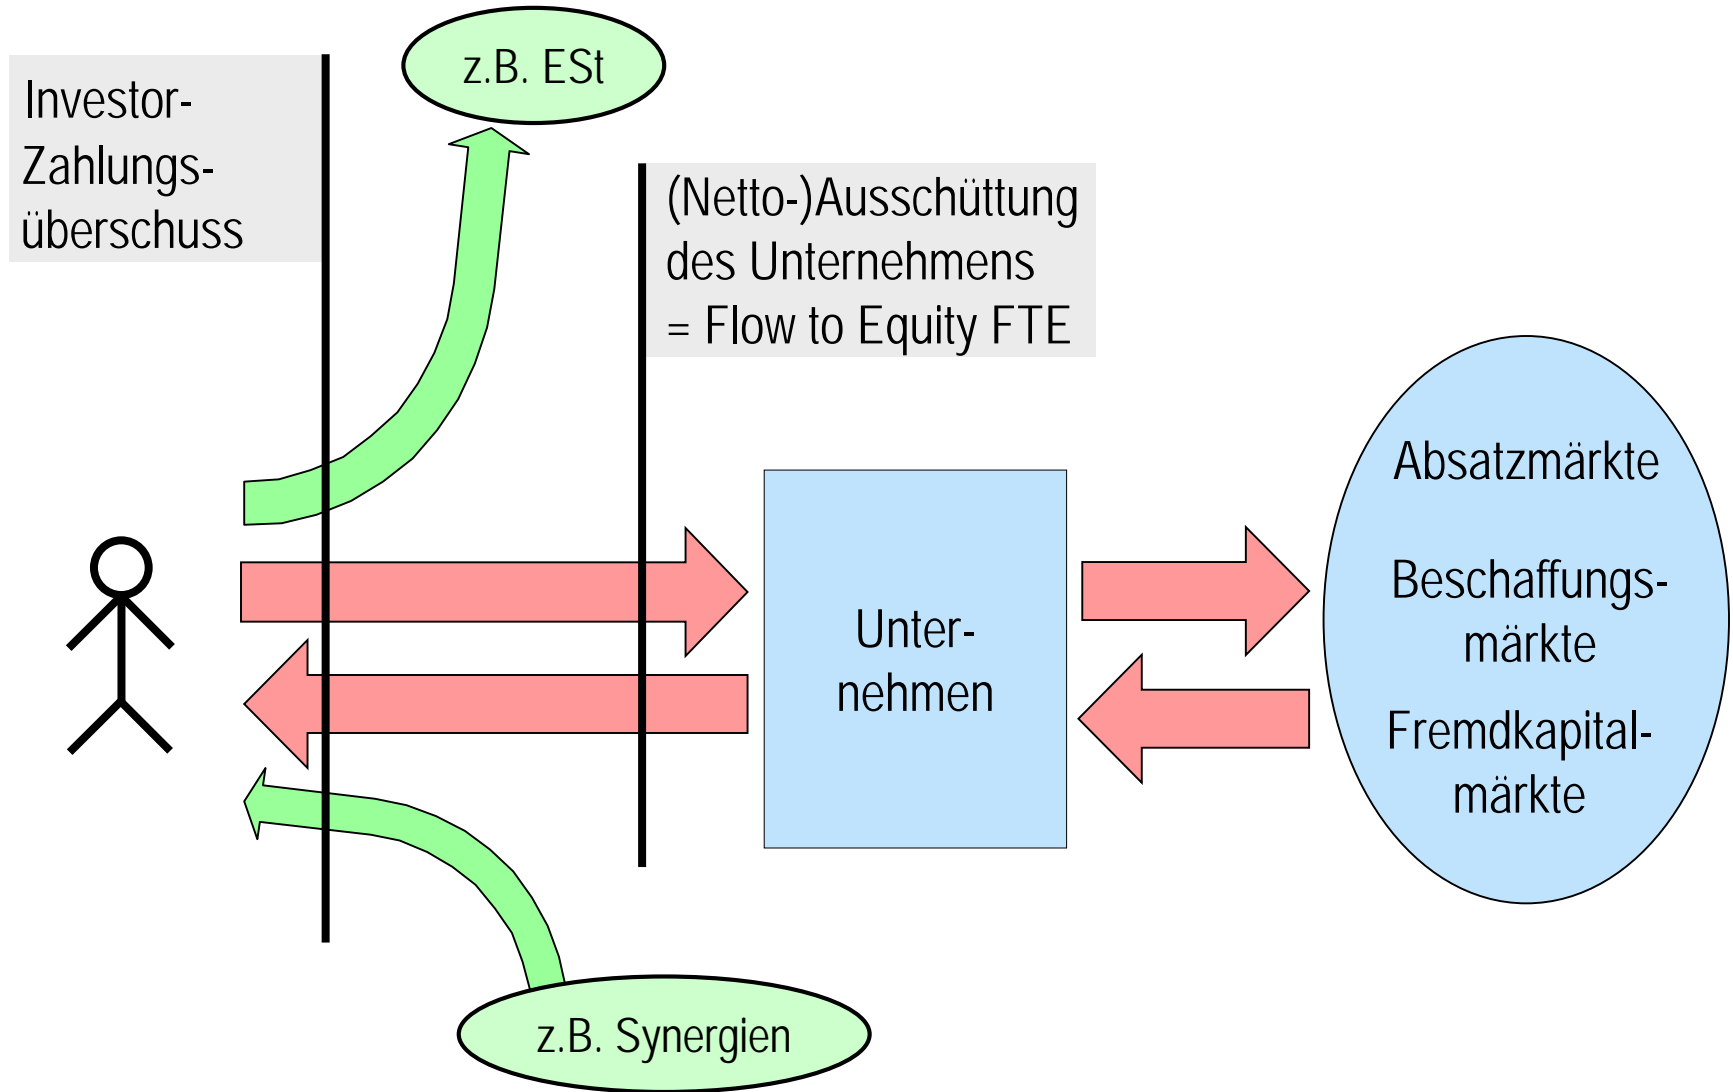 z.B. ESt
Investor-
Zahlungs-
überschuss
(Netto-)Ausschüttung
des Unternehmens
= Flow to Equity FTE
Absatzmärkte
Beschaffungs-
märkte
Fremdkapital-
märkte
Unter-
nehmen
z.B. Synergien